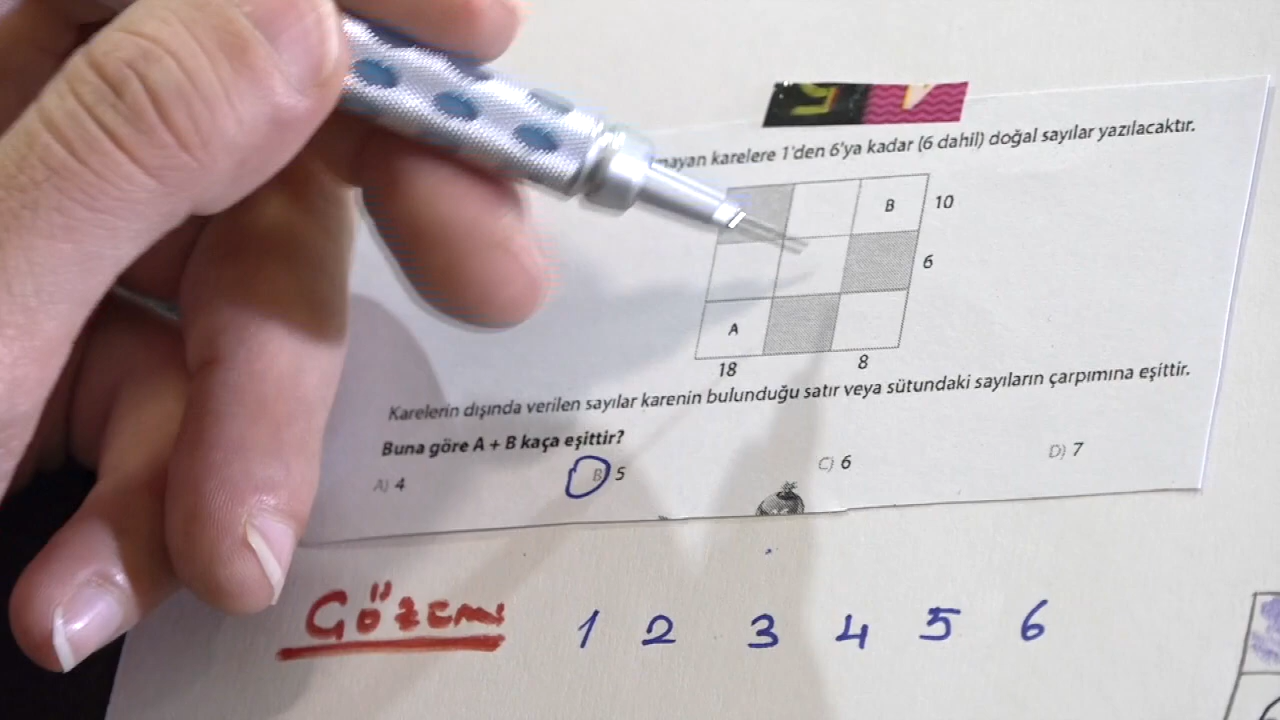 karelere 1'den 6'ya kadar (6 dahil) doğal sayılar yazılacaktır.
B 10
6
A
18 8
Karelerin dışında verilen sayılar karenin bulunduğu satır veya sütundaki sayıların çarpımına eşittir.
Buna göre A + B kaça eşittir?
A) 4 B) 5 C) 6 D) 7
ÇÖZÜM
1 2 3 4 5 6